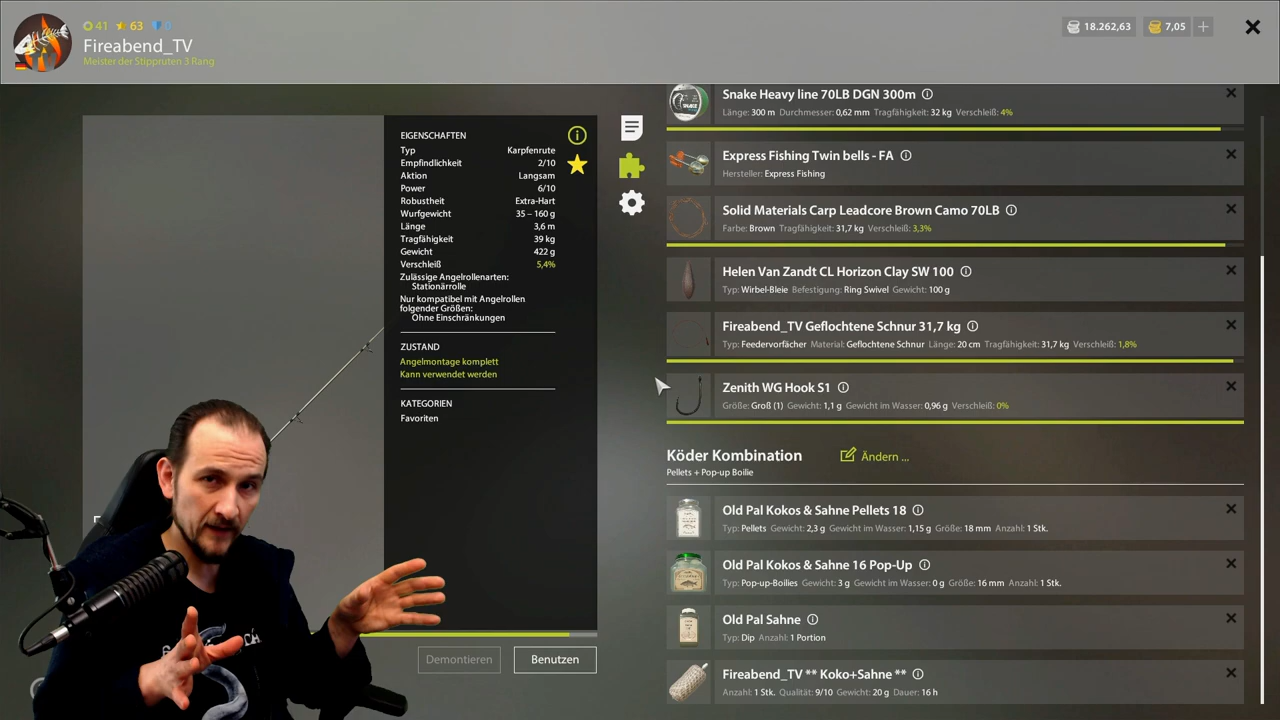 41 63 0
Fireabend_TV
Meister der Stippruten 3 Rang
18.262,63
7,05
EIGENSCHAFTEN
Typ Karpfenrute
Empfindlichkeit 2/10
Aktion Langsam
Power 6/10
Robustheit Extra-Hart
Wurfgewicht 35 – 160 g
Länge 3,6 m
Tragfähigkeit 39 kg
Gewicht 422 g
Verschleiß 5,4%
Zulässige Angelrollenarten:
Stationärrolle
Nur kompatibel mit Angelrollen
folgender Größen:
Ohne Einschränkungen
ZUSTAND
Angelmontage komplett
Kann verwendet werden
KATEGORIEN
Favoriten
Demontieren
Benutzen
Snake Heavy line 70LB DGN 300m
Länge: 300 m Durchmesser: 0,62 mm Tragfähigkeit: 32 kg Verschleiß: 4%
Express Fishing Twin bells - FA
Hersteller: Express Fishing
Solid Materials Carp Leadcore Brown Camo 70LB
Farbe: Brown Tragfähigkeit: 31,7 kg Verschleiß: 3,3%
Helen Van Zandt CL Horizon Clay SW 100
Typ: Wirbel-Bleie Befestigung: Ring Swivel Gewicht: 100 g
Fireabend_TV Geflochtene Schnur 31,7 kg
Typ: Feedervorfächer Material: Geflochtene Schnur Länge: 20 cm Tragfähigkeit: 31,7 kg Verschleiß: 1,8%
Zenith WG Hook S1
Größe: Groß (1) Gewicht: 1,1 g Gewicht im Wasser: 0,96 g Verschleiß: 0%
Köder Kombination
Ändern ...
Pellets + Pop-up Boilie
Old Pal Kokos & Sahne Pellets 18
Typ: Pellets Gewicht: 2,3 g Gewicht im Wasser: 1,15 g Größe: 18 mm Anzahl: 1 Stk.
Old Pal Kokos & Sahne 16 Pop-Up
Typ: Pop-up-Boilies Gewicht: 3 g Gewicht im Wasser: 0 g Größe: 16 mm Anzahl: 1 Stk.
Old Pal Sahne
Typ: Dip Anzahl: 1 Portion
Fireabend_TV ** Koko+Sahne **
Anzahl: 1 Stk. Qualität: 9/10 Gewicht: 20 g Dauer: 16 h